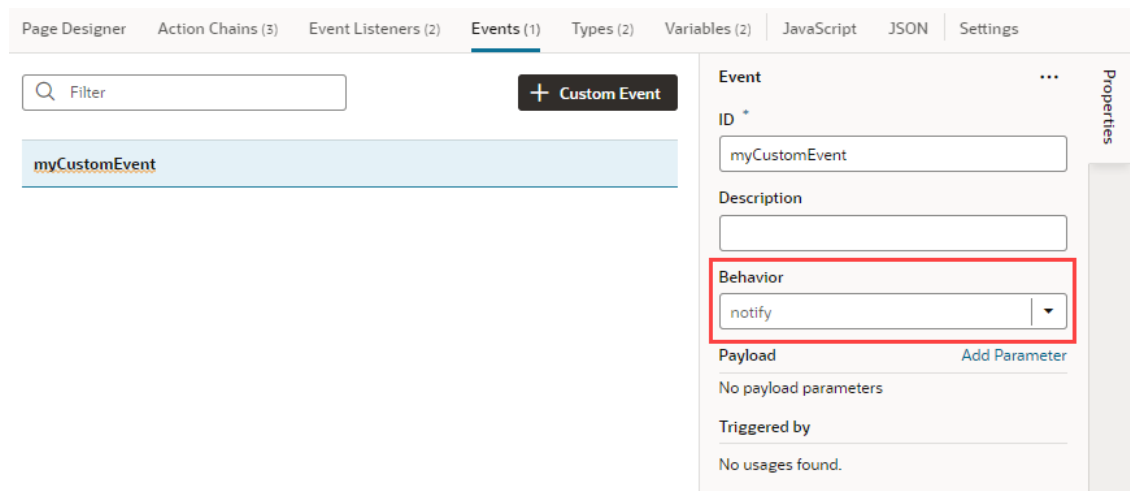 Page Designer Action Chains (3) Event Listeners (2) Events (1) Types (2) Variables (2) JavaScript JSON Settings
Filter
+ Custom Event
myCustomEvent
Event ...
ID *
myCustomEvent
Description
Behavior
notify
Payload Add Parameter
No payload parameters
Triggered by
No usages found.
Properties